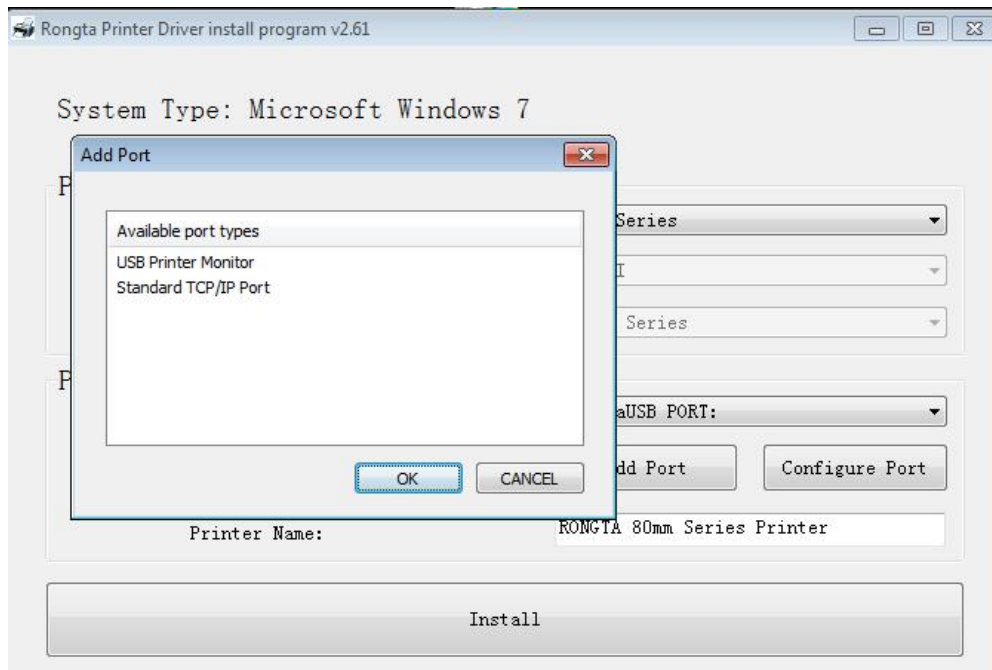 Rongta Printer Driver install program v2.61
System Type: Microsoft Windows 7
Add Port
Available port types
USB Printer Monitor
Standard TCP/IP Port
OK
CANCEL
Series
Series
USB PORT:
Port
Configure Port
Printer Name:
RONGTA 80mm Series Printer
Install